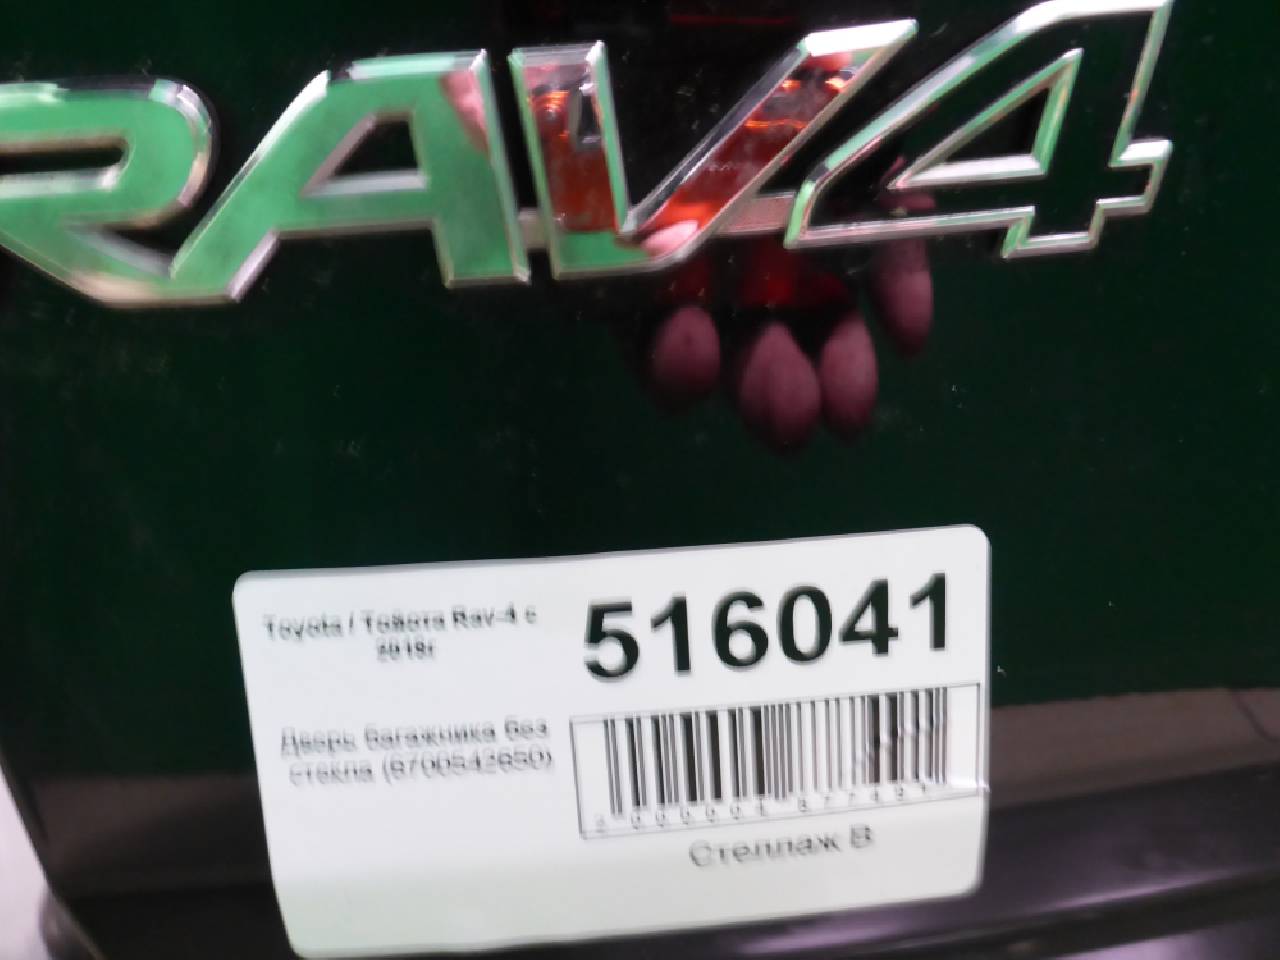 RAV4
Toyota / Тойота Rav-4 с
2019г
516041
Дверь багажника без
стекла (6700542650)
Стеллаж В